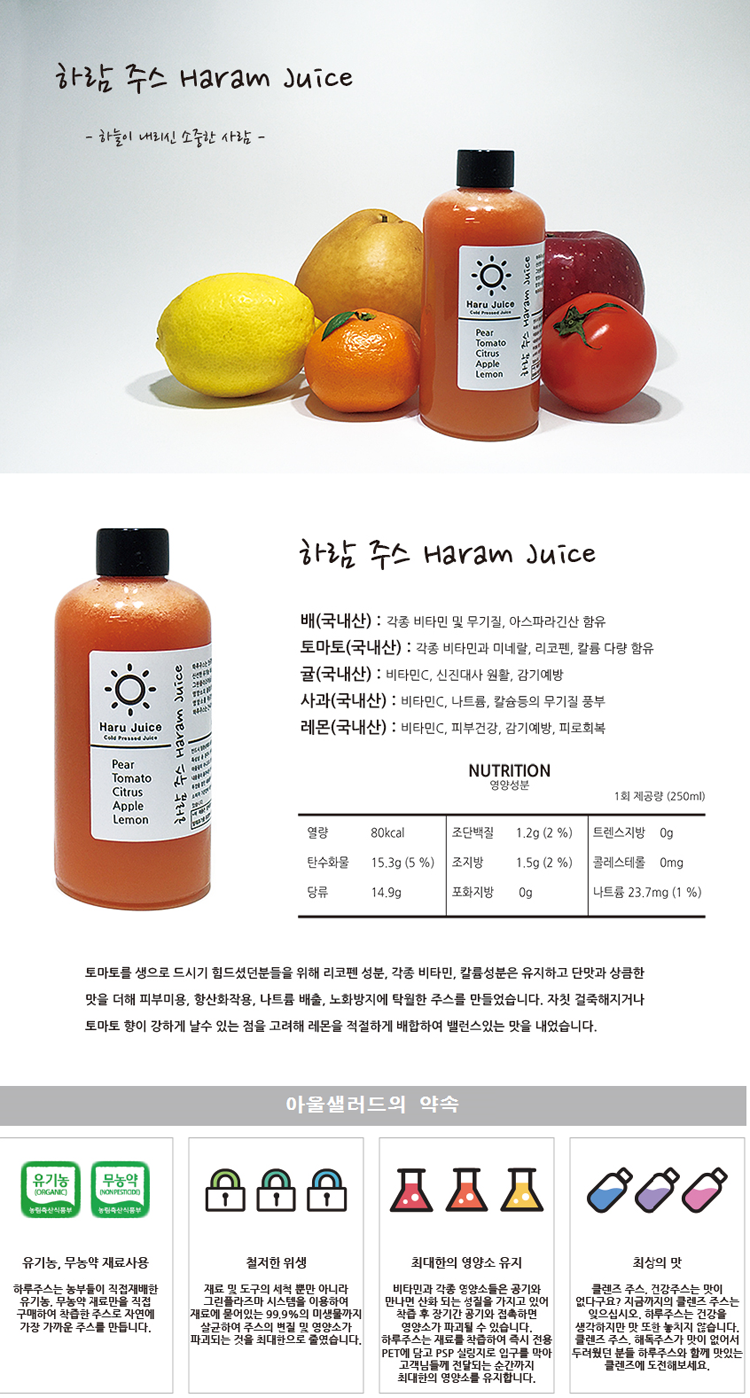 하람 주스 Haram Juice
- 하늘이 내리신 소중한 사람 -
Haru Juice
Cold Pressed Juice
Pear
Tomato
Citrus
Apple
Lemon
하람 주스 Haram Juice
하람 주스 Haram Juice
배(국내산) : 각종 비타민 및 무기질, 아스파라긴산 함유
토마토(국내산) : 각종 비타민과 미네랄, 리코펜, 칼륨 다량 함유
귤(국내산) : 비타민C, 신진대사 원활, 감기예방
사과(국내산) : 비타민C, 나트륨, 칼슘등의 무기질 풍부
레몬(국내산) : 비타민C, 피부건강, 감기예방, 피로회복
Haru Juice
Cold Pressed Juice
Pear
Tomato
Citrus
Apple
Lemon
하람 주스 Haram Juice
NUTRITION
영양성분
1회 제공량 (250ml)
열량 80kcal 조단백질 1.2g (2 %) 트렌스지방 0g
탄수화물 15.3g (5 %) 조지방 1.5g (2 %) 콜레스테롤 0mg
당류 14.9g 포화지방 0g 나트륨 23.7mg (1 %)
토마토를 생으로 드시기 힘드셨던분들을 위해 리코펜 성분, 각종 비타민, 칼륨성분은 유지하고 단맛과 상큼한
맛을 더해 피부미용, 항산화작용, 나트륨 배출, 노화방지에 탁월한 주스를 만들었습니다. 자칫 걸죽해지거나
토마토 향이 강하게 날수 있는 점을 고려해 레몬을 적절하게 배합하여 밸런스있는 맛을 내었습니다.
아울샐러드의 약속
유기농
(ORGANIC)
농림축산식품부
무농약
(NONPESTICIDE)
농림축산식품부
유기농, 무농약 재료사용
하루주스는 농부들이 직접재배한
유기농, 무농약 재료만을 직접
구매하여 착즙한 주스로 자연에
가장 가까운 주스를 만듭니다.
철저한 위생
재료 및 도구의 세척 뿐만 아니라
그린플라즈마 시스템을 이용하여
재료에 묻어있는 99.9%의 미생물까지
살균하여 주스의 변질 및 영양소가
파괴되는 것을 최대한으로 줄였습니다.
최대한의 영양소 유지
비타민과 각종 영양소들은 공기와
만나면 산화 되는 성질을 가지고 있어
착즙 후 장기간 공기와 접촉하면
영양소가 파괴될 수 있습니다.
하루주스는 재료를 착즙하여 즉시 전용
PET에 담고 PSP 실링지로 입구를 막아
고객님들께 전달되는 순간까지
최대한의 영양소를 유지합니다.
최상의 맛
클렌즈 주스, 건강주스는 맛이
없다구요? 지금까지의 클렌즈 주스는
잊으십시오. 하루주스는 건강을
생각하지만 맛 또한 놓치지 않습니다.
클렌즈 주스, 해독주스가 맛이 없어서
두려웠던 분들 하루주스와 함께 맛있는
클렌즈에 도전해보세요.